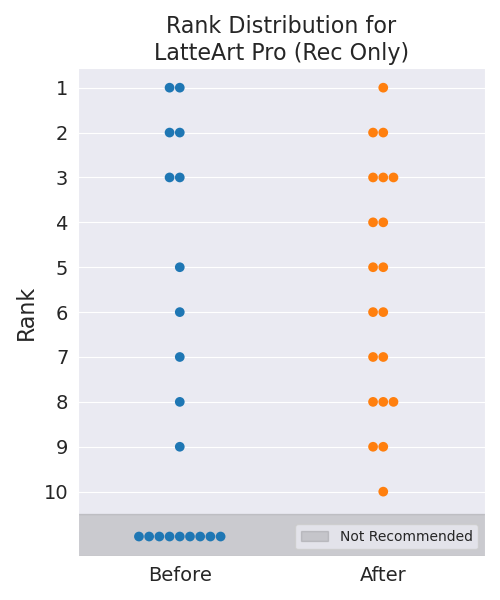 Rank Distribution for
LatteArt Pro (Rec Only)
Rank
1
2
3
4
5
6
7
8
9
10
Not Recommended
Before
After